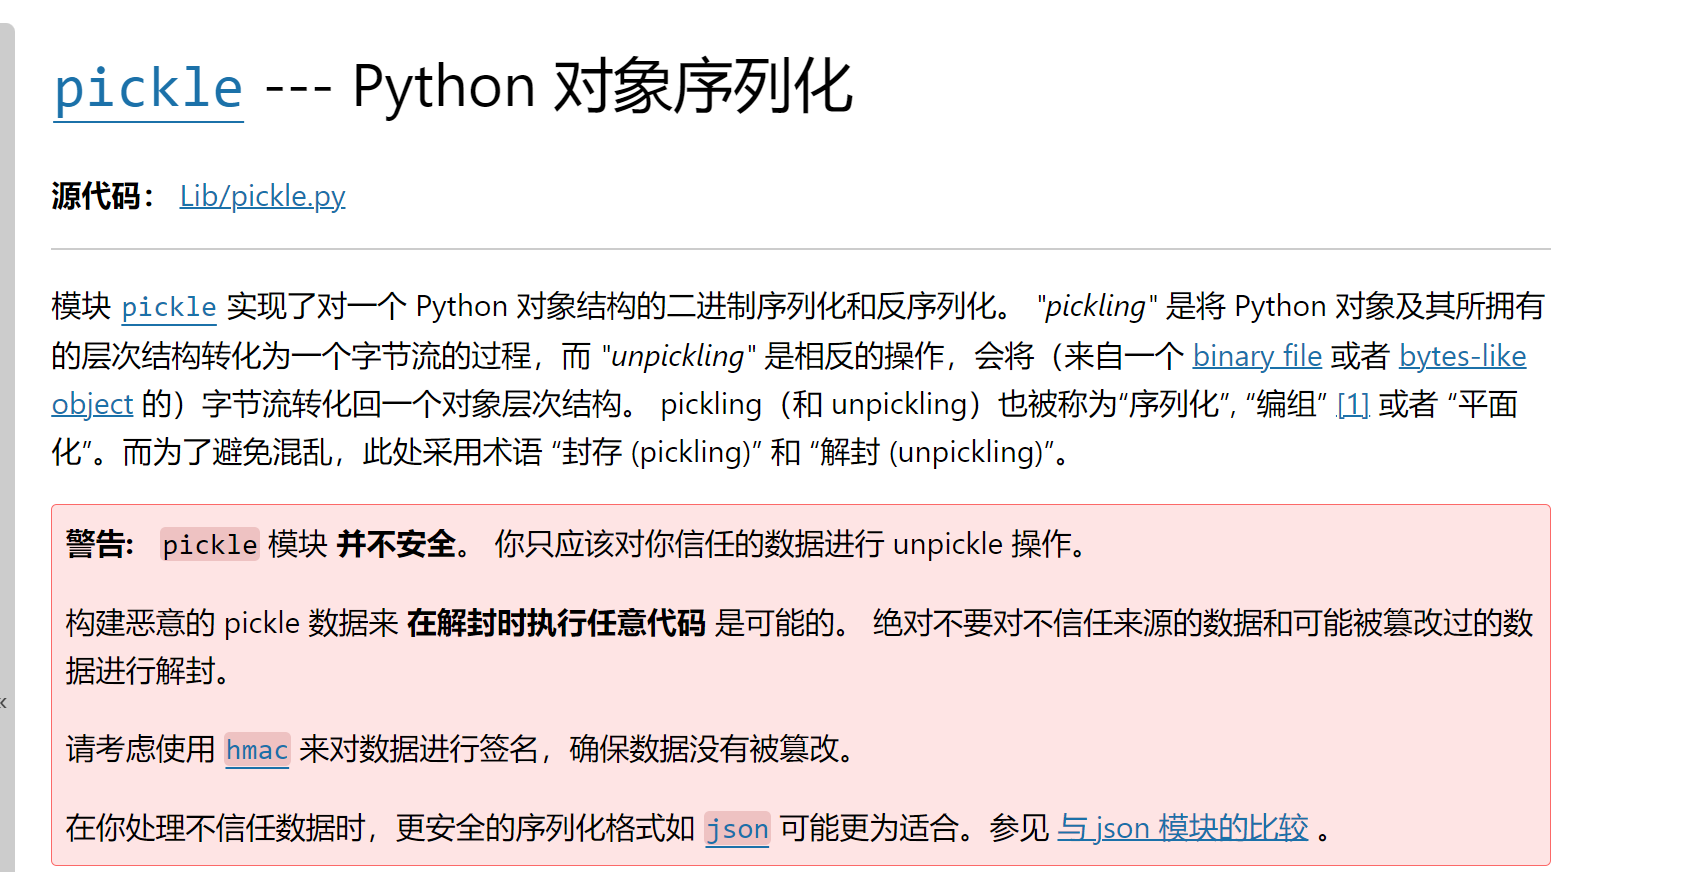 pickle --- Python 对象序列化
源代码： Lib/pickle.py
模块 pickle 实现了对一个 Python 对象结构的二进制序列化和反序列化。 "pickling" 是将 Python 对象及其所拥有
的层次结构转化为一个字节流的过程，而 "unpickling" 是相反的操作，会将（来自一个 binary file 或者 bytes-like
object 的）字节流转化回一个对象层次结构。 pickling（和 unpickling）也被称为“序列化”, “编组” [1] 或者 “平面
化”。而为了避免混乱，此处采用术语 “封存 (pickling)” 和 “解封 (unpickling)”。
警告: pickle 模块 并不安全。 你只应该对你信任的数据进行 unpickle 操作。
构建恶意的 pickle 数据来 在解封时执行任意代码 是可能的。 绝对不要对不信任来源的数据和可能被篡改过的数
据进行解封。
请考虑使用 hmac 来对数据进行签名，确保数据没有被篡改。
在你处理不信任数据时，更安全的序列化格式如 json 可能更为适合。参见 与 json 模块的比较 。